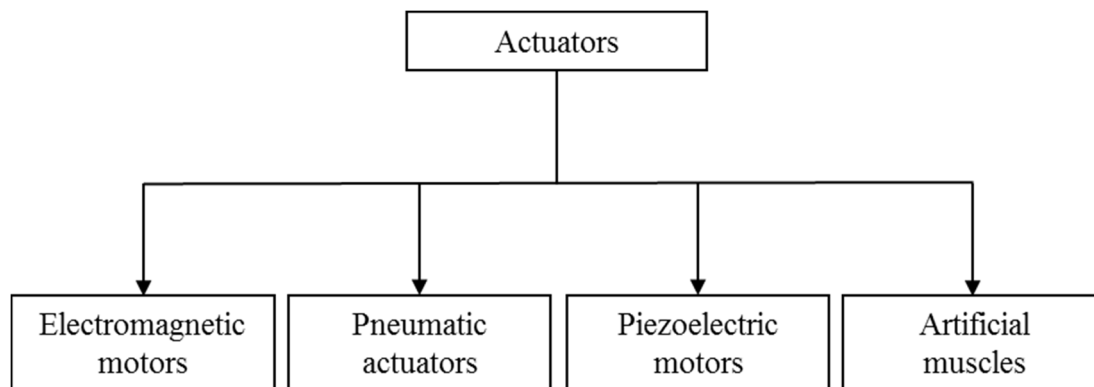 Actuators
Electromagnetic
motors
Pneumatic
actuators
Piezoelectric
motors
Artificial
muscles